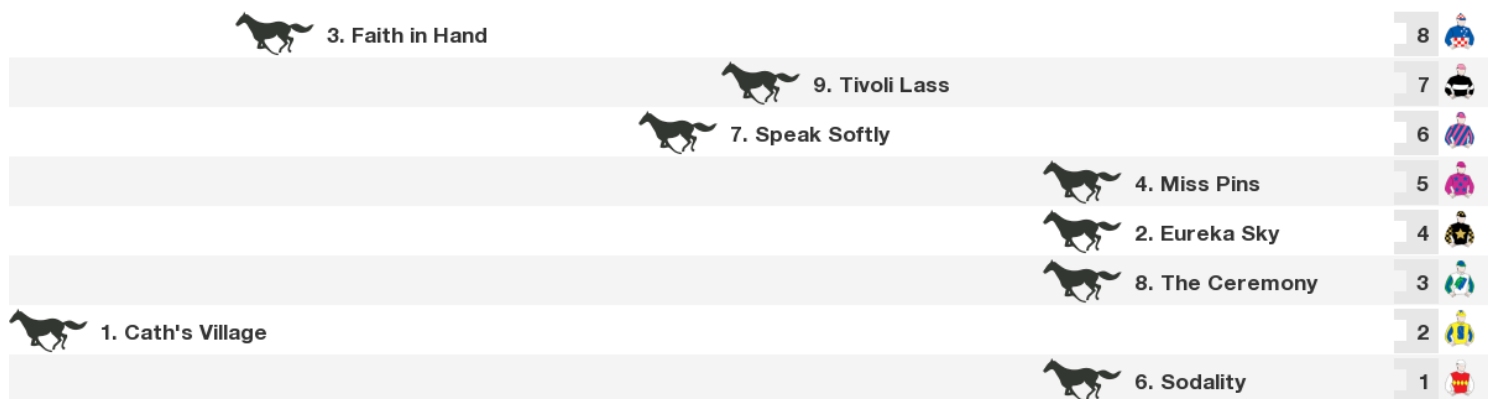 3. Faith in Hand 8
9. Tivoli Lass 7
7. Speak Softly 6
4. Miss Pins 5
2. Eureka Sky 4
8. The Ceremony 3
1. Cath's Village 2
6. Sodality 1